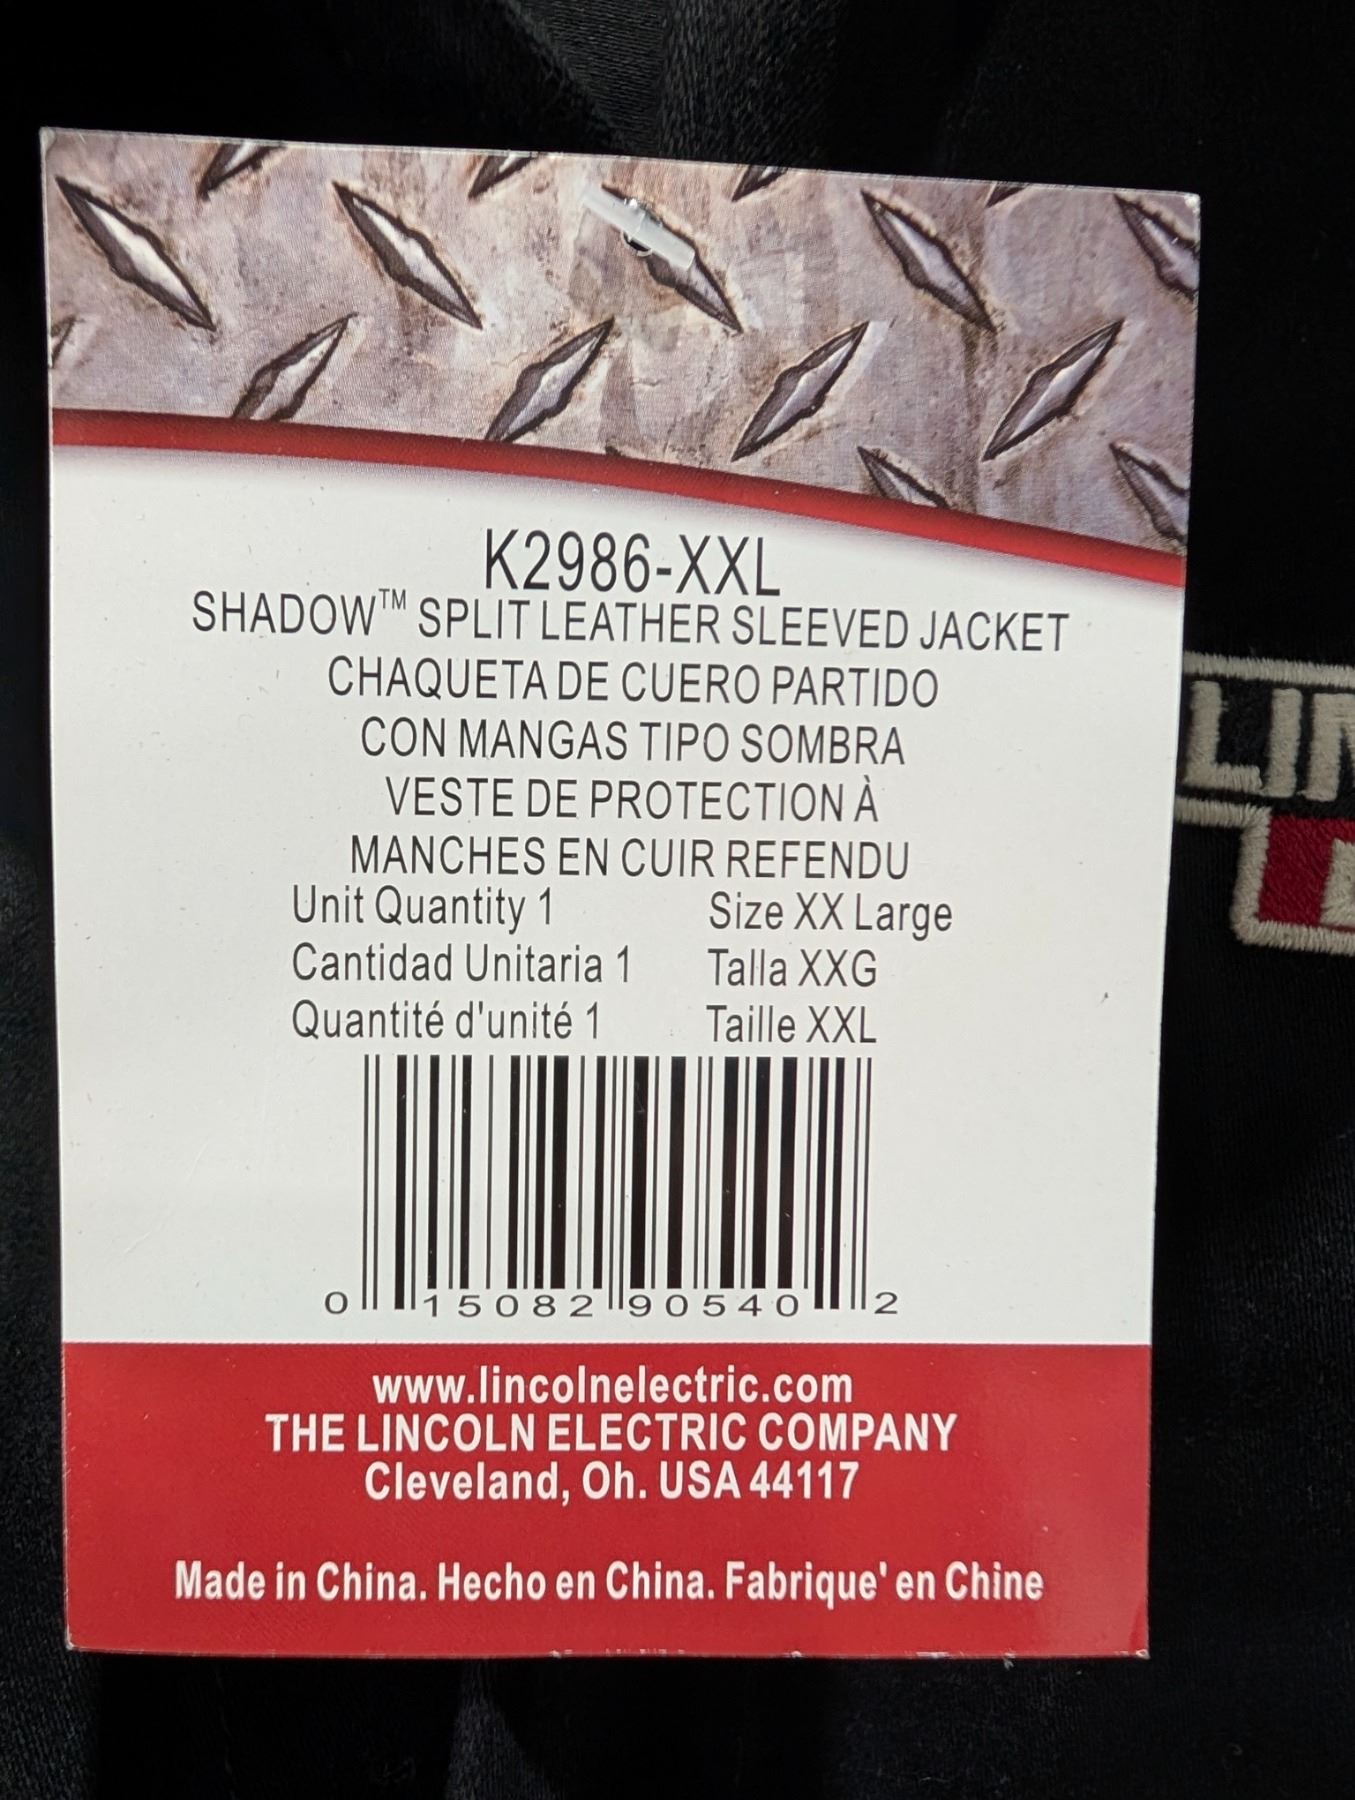 K2986-XXL
SHADOW™ SPLIT LEATHER SLEEVED JACKET
CHAQUETA DE CUERO PARTIDO
CON MANGAS TIPO SOMBRA
VESTE DE PROTECTION À
MANCHES EN CUIR REFENDU
Unit Quantity 1 Size XX Large
Cantidad Unitaria 1 Talla XXG
Quantité d'unité 1 Taille XXL
0 15082 90540 2
www.lincolnelectric.com
THE LINCOLN ELECTRIC COMPANY
Cleveland, Oh. USA 44117
Made in China. Hecho en China. Fabrique' en Chine